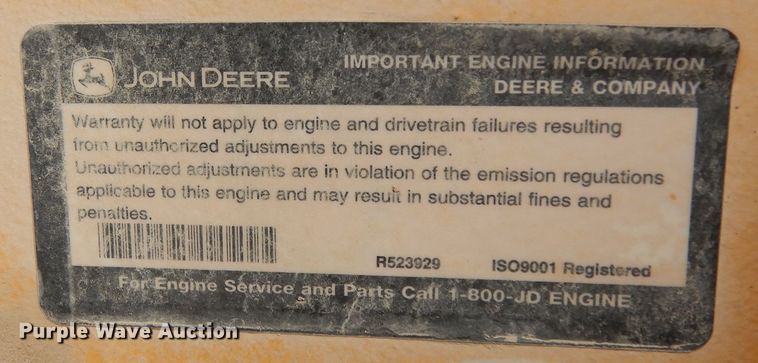 JOHN DEERE
IMPORTANT ENGINE INFORMATION
DEERE & COMPANY
Warranty will not apply to engine and drivetrain failures resulting
from unauthorized adjustments to this engine.
Unauthorized adjustments are in violation of the emission regulations
applicable to this engine and may result in substantial fines and
penalties.
R523929
ISO9001 Registered
For Engine Service and Parts Call 1-800-JD ENGINE
Purple Wave Auction